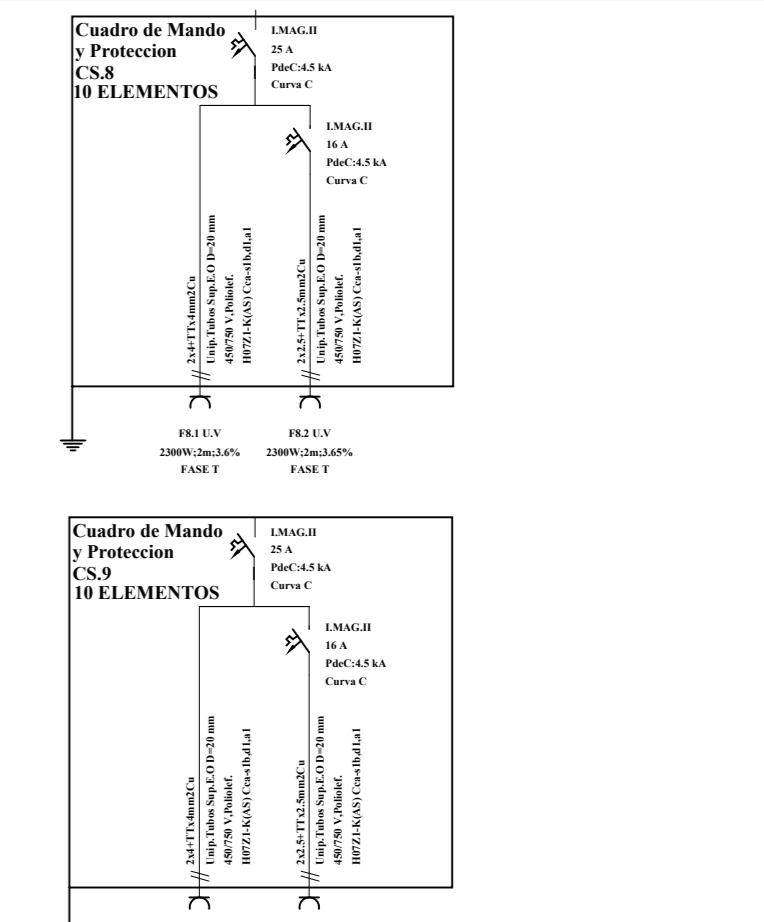 Cuadro de Mando
y Proteccion
CS.8
10 ELEMENTOS
I.MAG.II
25 A
PdeC:4.5 kA
Curva C
I.MAG.II
16 A
PdeC:4.5 kA
Curva C
2x4+TTx4mm2Cu
Unip.Tubos Sup.E.O D=20 mm
450/750 V,Poliolef.
H07Z1-K(AS) Cca-s1b,d1,a1
2x2.5+TTx2.5mm2Cu
Unip.Tubos Sup.E.O D=20 mm
450/750 V,Poliolef.
H07Z1-K(AS) Cca-s1b,d1,a1
F8.1 U.V
2300W;2m;3.6%
FASE T
F8.2 U.V
2300W;2m;3.65%
FASE T
Cuadro de Mando
y Proteccion
CS.9
10 ELEMENTOS
I.MAG.II
25 A
PdeC:4.5 kA
Curva C
I.MAG.II
16 A
PdeC:4.5 kA
Curva C
2x4+TTx4mm2Cu
Unip.Tubos Sup.E.O D=20 mm
450/750 V,Poliolef.
H07Z1-K(AS) Cca-s1b,d1,a1
2x2.5+TTx2.5mm2Cu
Unip.Tubos Sup.E.O D=20 mm
450/750 V,Poliolef.
H07Z1-K(AS) Cca-s1b,d1,a1